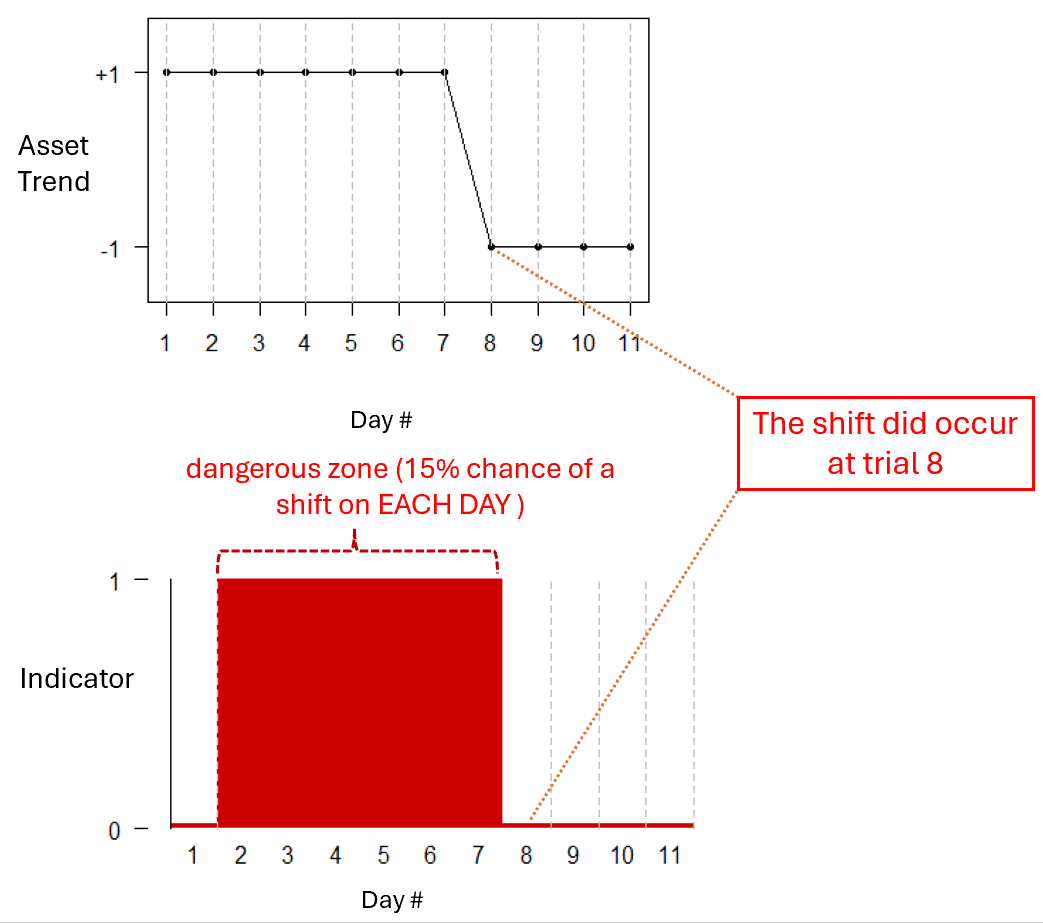 +1
Asset
Trend
-1
1 2 3 4 5 6 7 8 9 10 11
Day #
The shift did occur
at trial 8
dangerous zone (15% chance of a
shift on EACH DAY )
1
Indicator
0
1 2 3 4 5 6 7 8 9 10 11
Day #